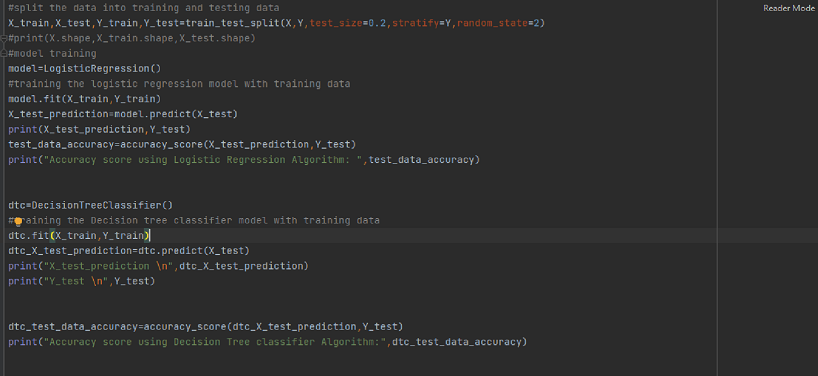 #split the data into training and testing data
Reader Mode
X_train,X_test,Y_train,Y_test=train_test_split(X,Y,test_size=0.2,stratify=Y,random_state=2)
#print(X.shape,X_train.shape,X_test.shape)
#model training
model=LogisticRegression()
#training the logistic regression model with training data
model.fit(X_train,Y_train)
X_test_prediction=model.predict(X_test)
print(X_test_prediction,Y_test)
test_data_accuracy=accuracy_score(X_test_prediction,Y_test)
print("Accuracy score using Logistic Regression Algorithm: ",test_data_accuracy)
dtc=DecisionTreeClassifier()
#training the Decision tree classifier model with training data
dtc.fit(X_train,Y_train)
dtc_X_test_prediction=dtc.predict(X_test)
print("X_test_prediction \n",dtc_X_test_prediction)
print("Y_test \n",Y_test)
dtc_test_data_accuracy=accuracy_score(dtc_X_test_prediction,Y_test)
print("Accuracy score using Decision Tree classifier Algorithm:",dtc_test_data_accuracy)